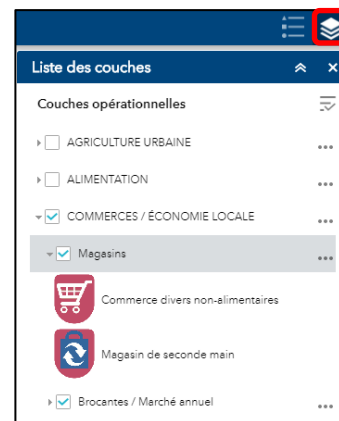 Liste des couches
Couches opérationnelles
AGRICULTURE URBAINE
ALIMENTATION
COMMERCES / ÉCONOMIE LOCALE
Magasins
Commerce divers non-alimentaires
Magasin de seconde main
Brocantes / Marché annuel